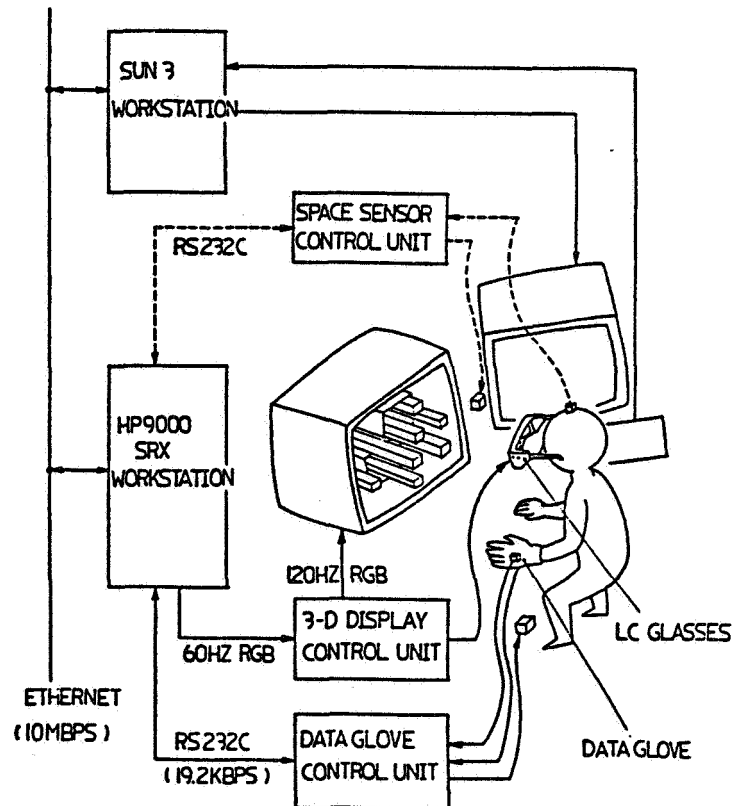 SUN 3
WORKSTATION
SPACE SENSOR
CONTROL UNIT
RS232C
HP9000
SRX
WORKSTATION
120HZ RGB
3-D DISPLAY
CONTROL UNIT
60HZ RGB
LC GLASSES
ETHERNET
(10MBPS)
RS232C
(19.2KBPS)
DATA GLOVE
CONTROL UNIT
DATA GLOVE